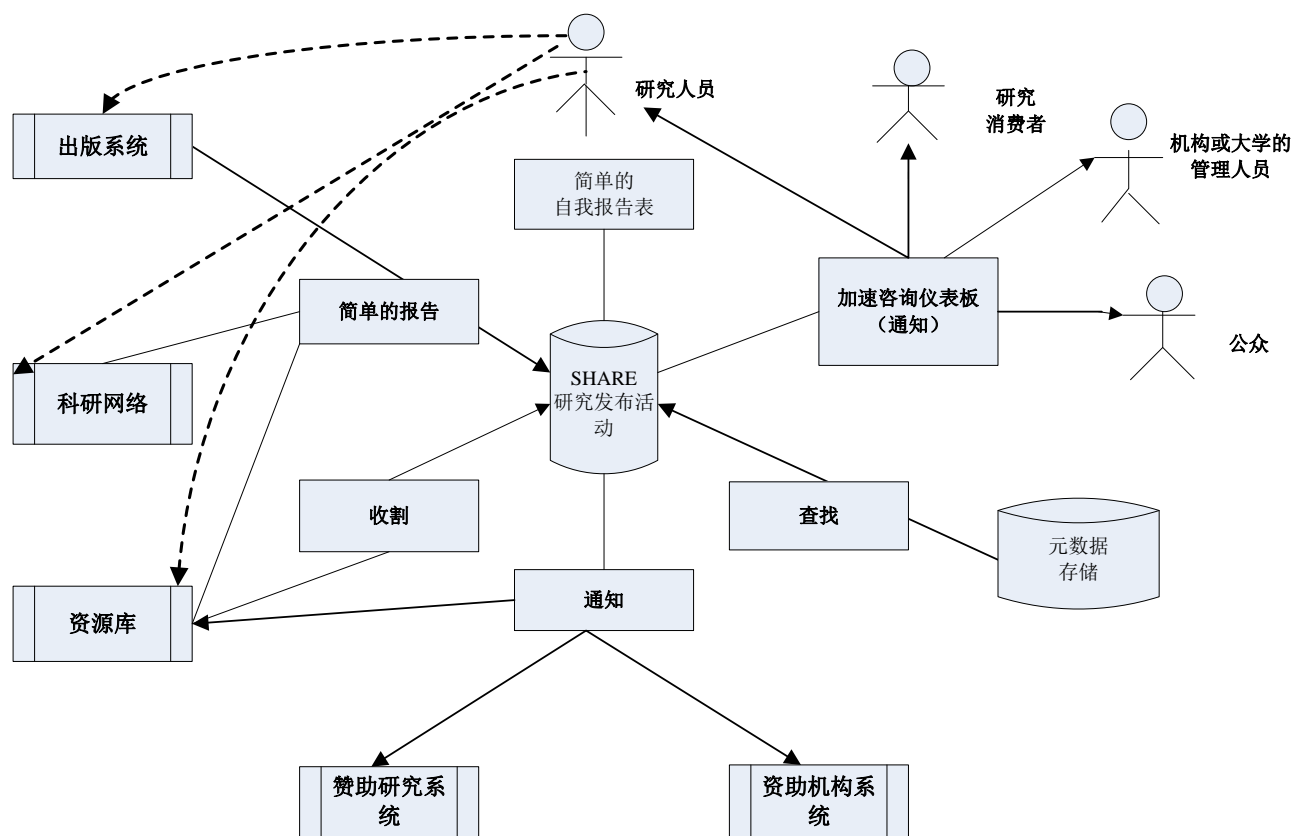 研究人员
研究
消费者
机构或大学的
管理人员
出版系统
简单的
自我报告表
简单的报告
加速咨询仪表板
（通知）
公众
科研网络
SHARE
研究发布活
动
收割
查找
元数据
存储
资源库
通知
赞助研究系
统
资助机构系
统